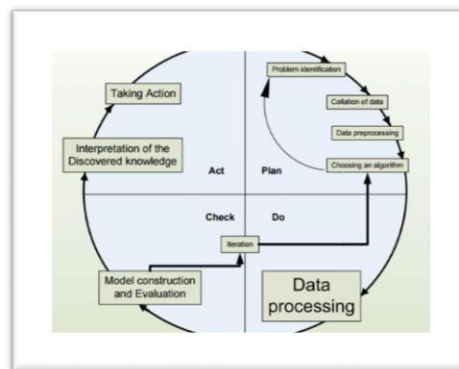 Problem identification
Taking Action
Collation of data
Data preprocessing
Interpretation of the
Discovered knowledge
Choosing an algorithm
Act
Plan
Check
Do
Iteration
Model construction
and Evaluation
Data
processing